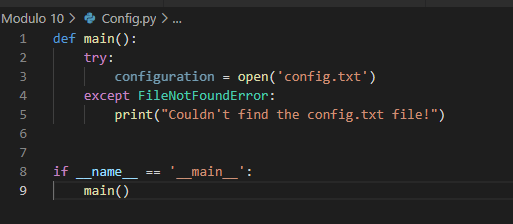 Modulo 10 > Config.py > ...
1 def main():
2     try:
3         configuration = open('config.txt')
4     except FileNotFoundError:
5         print("Couldn't find the config.txt file!")
6
7
8 if __name__ == '__main__':
9     main()